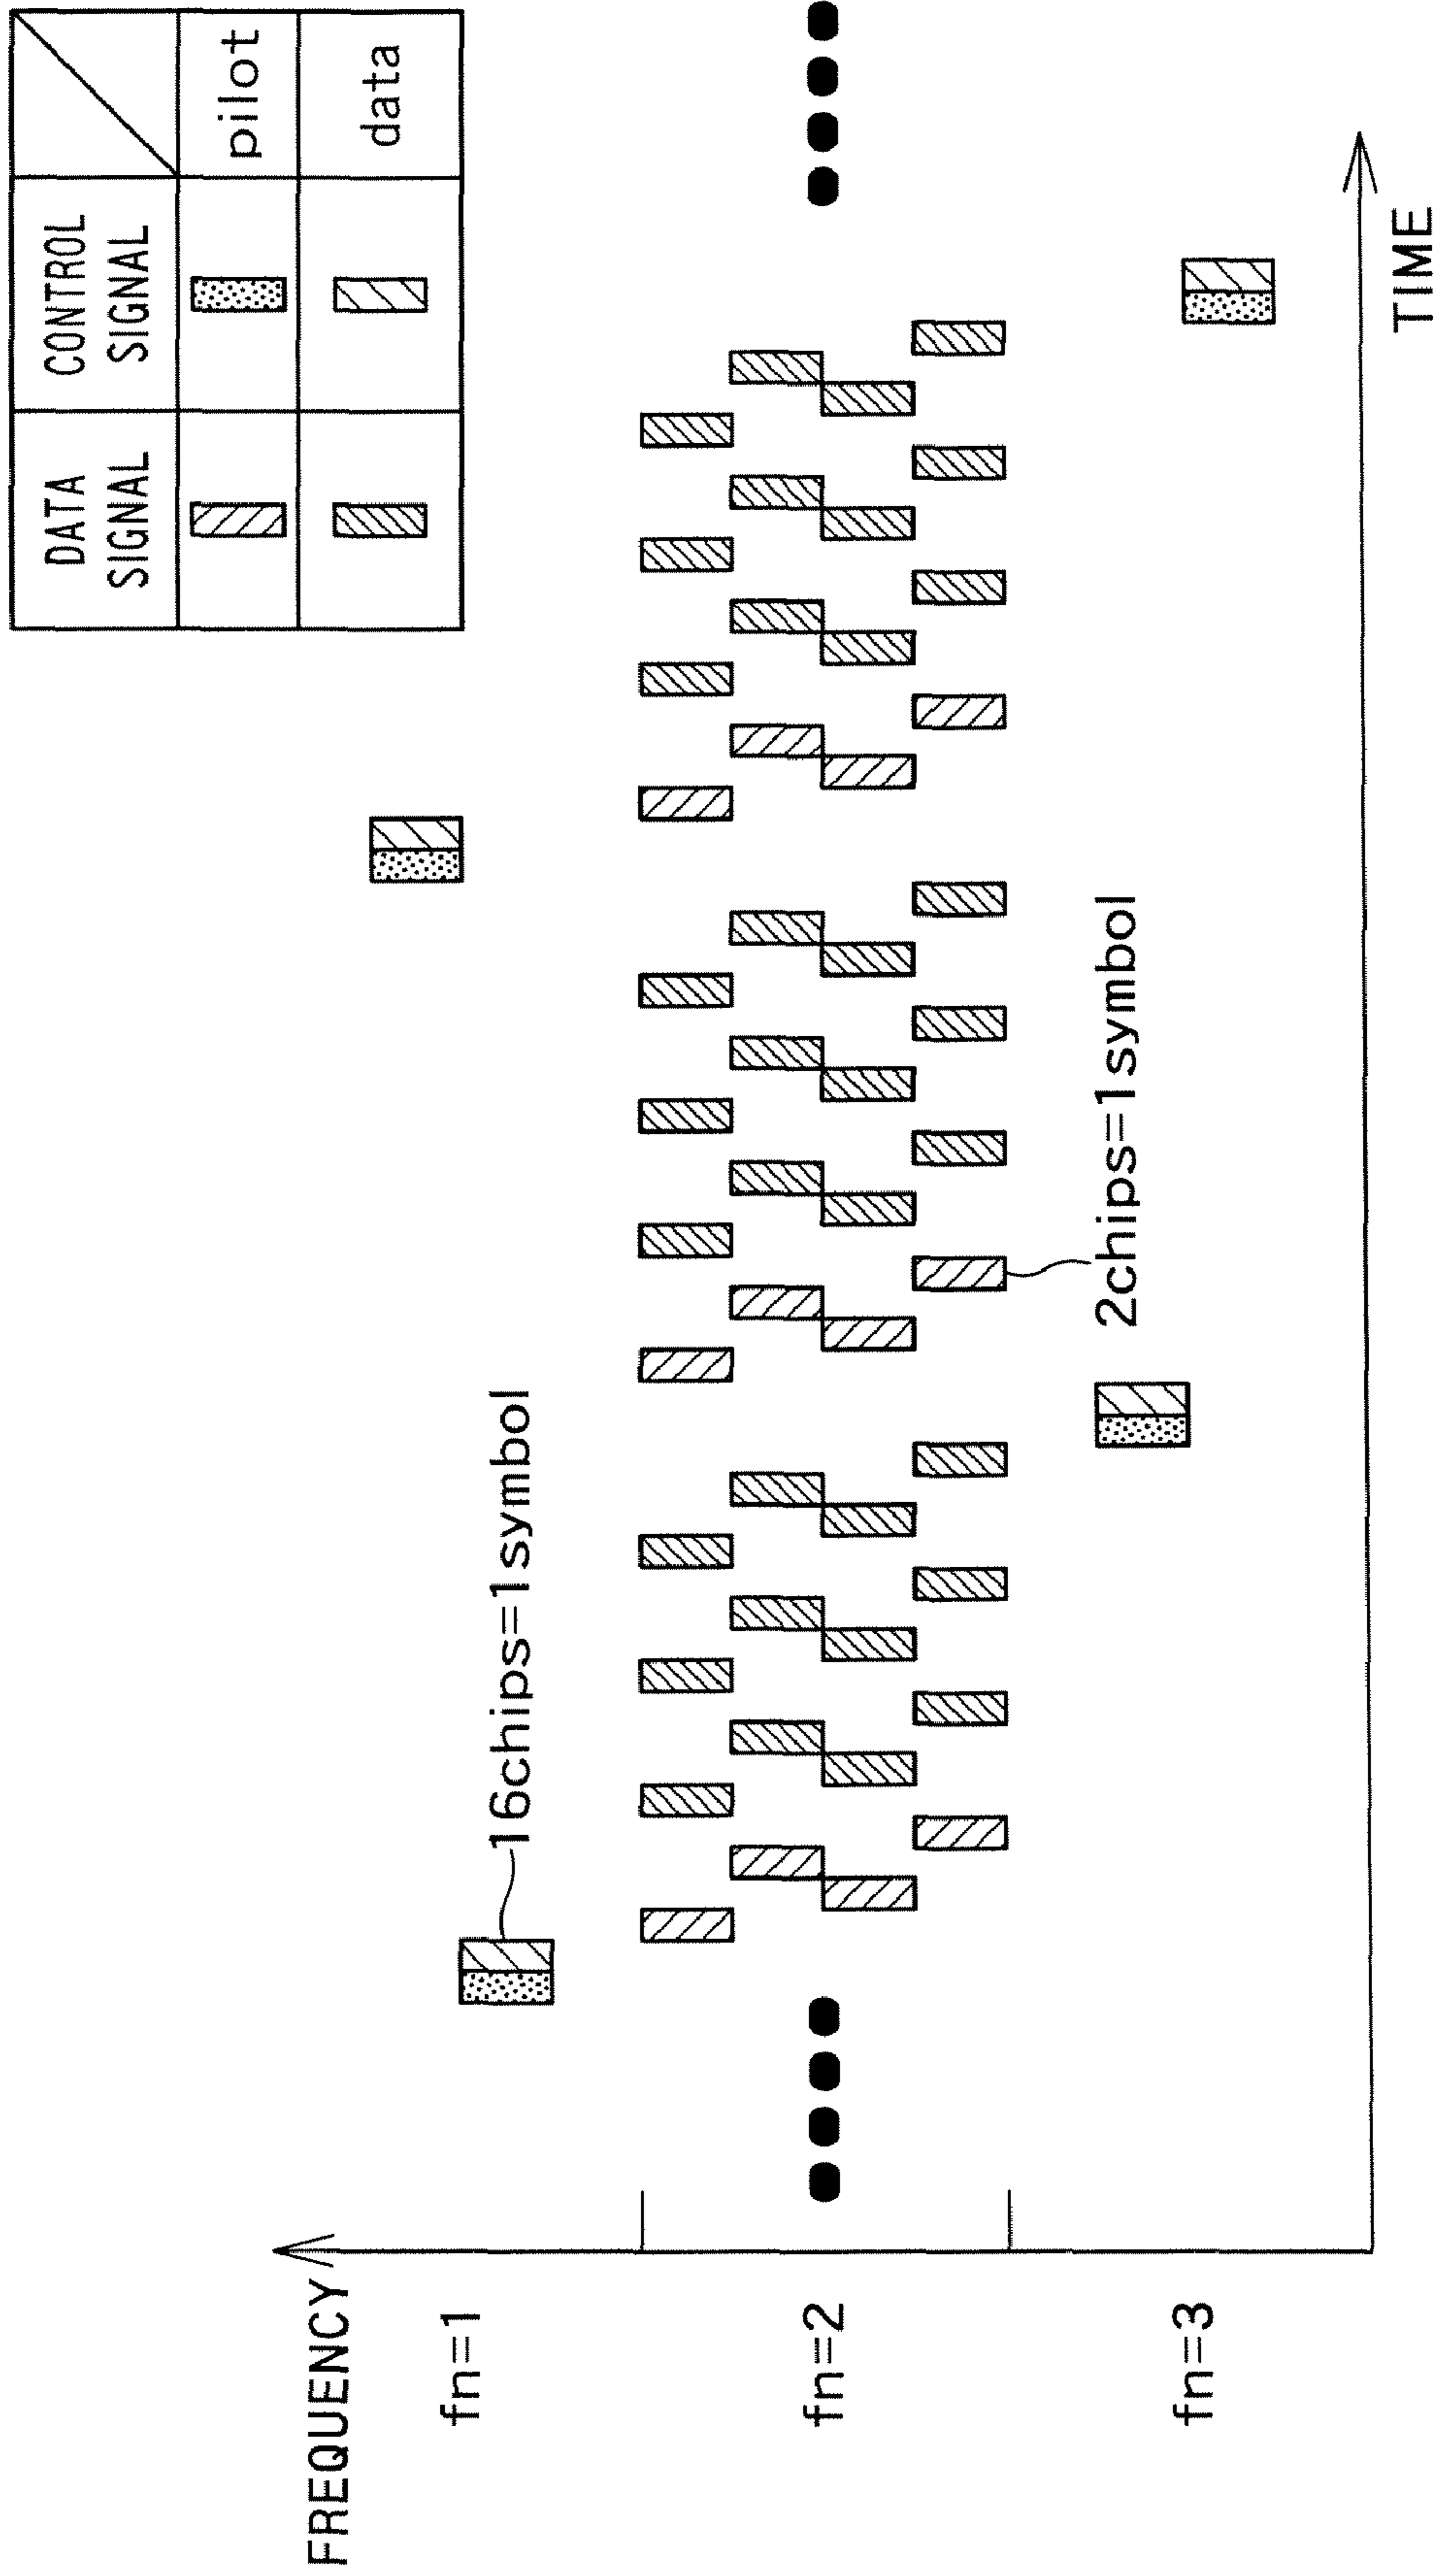 DATA
SIGNAL
CONTROL
SIGNAL
pilot
data
FREQUENCY
fn=1
fn=2
fn=3
16chips=1symbol
2chips=1symbol
TIME